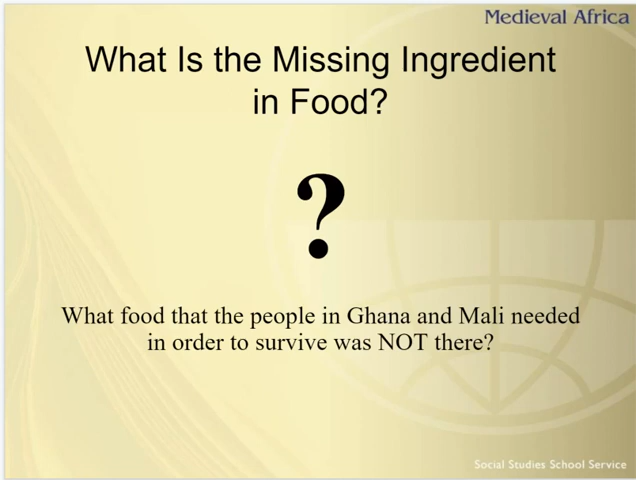 Medieval Africa
What Is the Missing Ingredient
in Food?
?
What food that the people in Ghana and Mali needed
in order to survive was NOT there?
Social Studies School Service